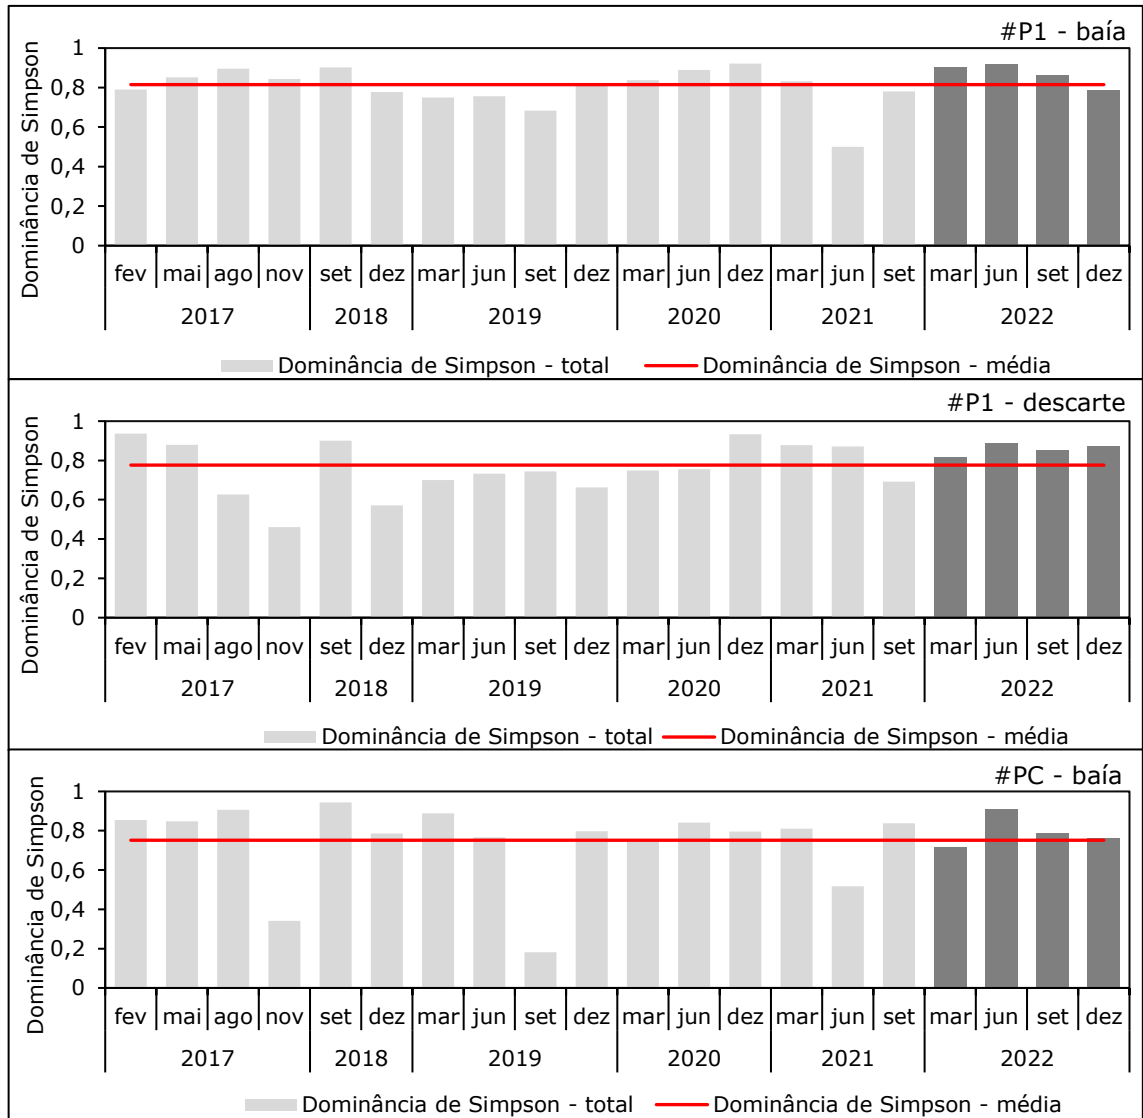 #P1 - baía
Dominância de Simpson
1
0,8
0,6
0,4
0,2
0
fev mai ago nov set dez mar jun set dez mar jun dez mar jun set mar jun set dez
2017 2018 2019 2020 2021 2022
Dominância de Simpson - total Dominância de Simpson - média
#P1 - descarte
1
0,8
0,6
0,4
0,2
0
fev mai ago nov set dez mar jun set dez mar jun dez mar jun set mar jun set dez
2017 2018 2019 2020 2021 2022
Dominância de Simpson - total Dominância de Simpson - média
#PC - baía
Dominância de Simpson
1
0,8
0,6
0,4
0,2
0
fev mai ago nov set dez mar jun set dez mar jun dez mar jun set mar jun set dez
2017 2018 2019 2020 2021 2022
Dominância de Simpson - total Dominância de Simpson - média